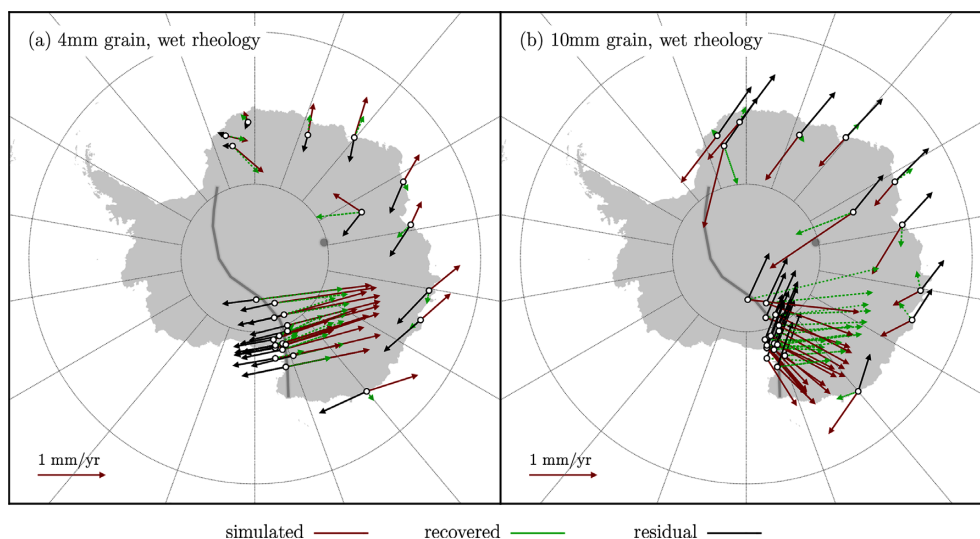 (a) 4mm grain, wet rheology
(b) 10mm grain, wet rheology
1 mm/yr
1 mm/yr
simulated
recovered
residual